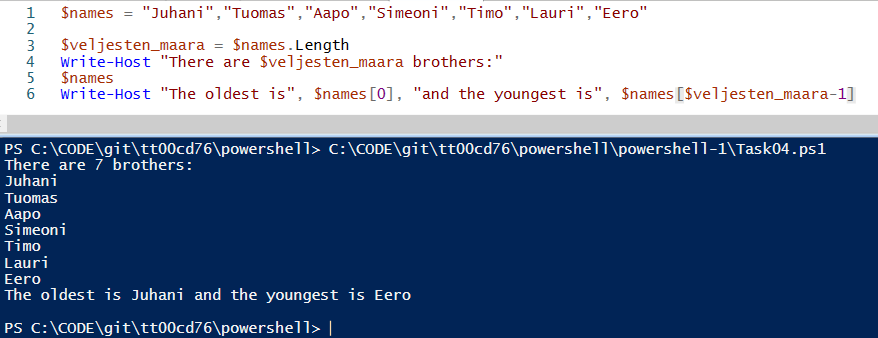 1 $names = "Juhani","Tuomas","Aapo","Simeoni","Timo","Lauri","Eero"
2
3 $veljesten_maara = $names.Length
4 Write-Host "There are $veljesten_maara brothers:"
5 $names
6 Write-Host "The oldest is", $names[0], "and the youngest is", $names[$veljesten_maara-1]
PS C:\CODE\git\tt00cd76\powershell> C:\CODE\git\tt00cd76\powershell\powershell-1\Task04.ps1
There are 7 brothers:
Juhani
Tuomas
Aapo
Simeoni
Timo
Lauri
Eero
The oldest is Juhani and the youngest is Eero
PS C:\CODE\git\tt00cd76\powershell>